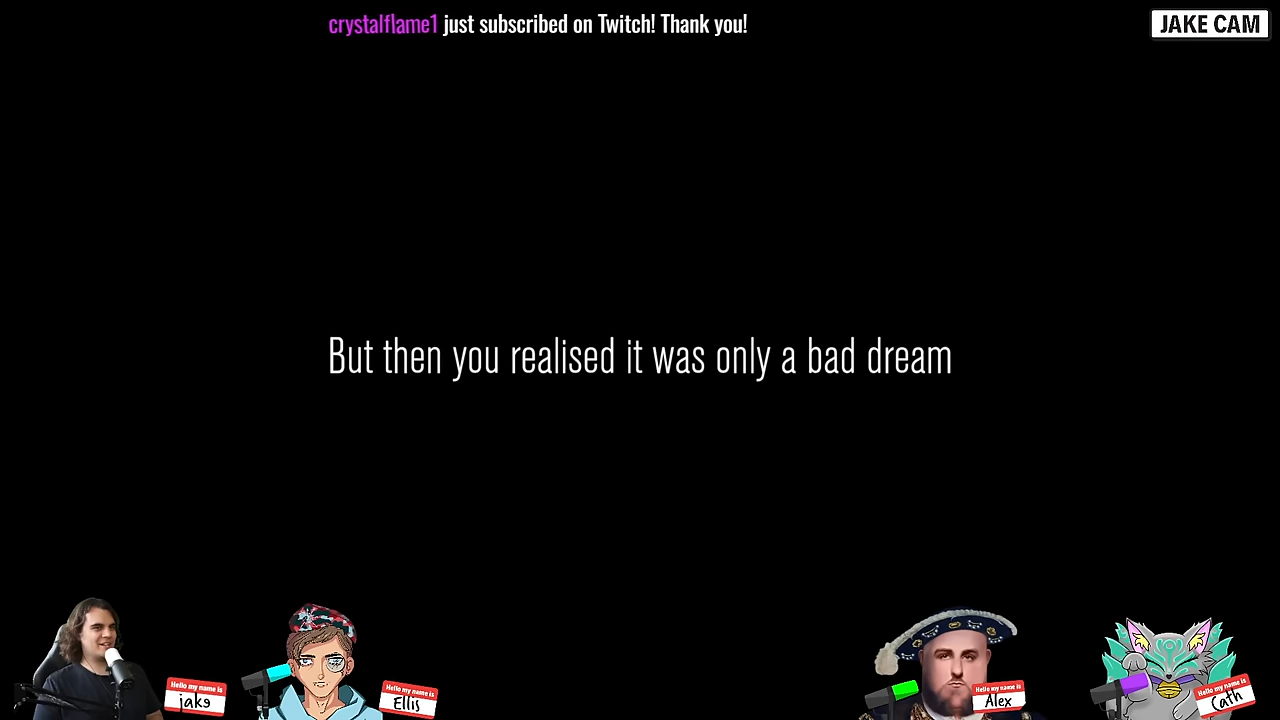 crystalflame1 just subscribed on Twitch! Thank you!
JAKE CAM
But then you realised it was only a bad dream
Hello my name is
jake
Hello my name is
Ellis
Hello my name is
Alex
Hello my name is
Cath